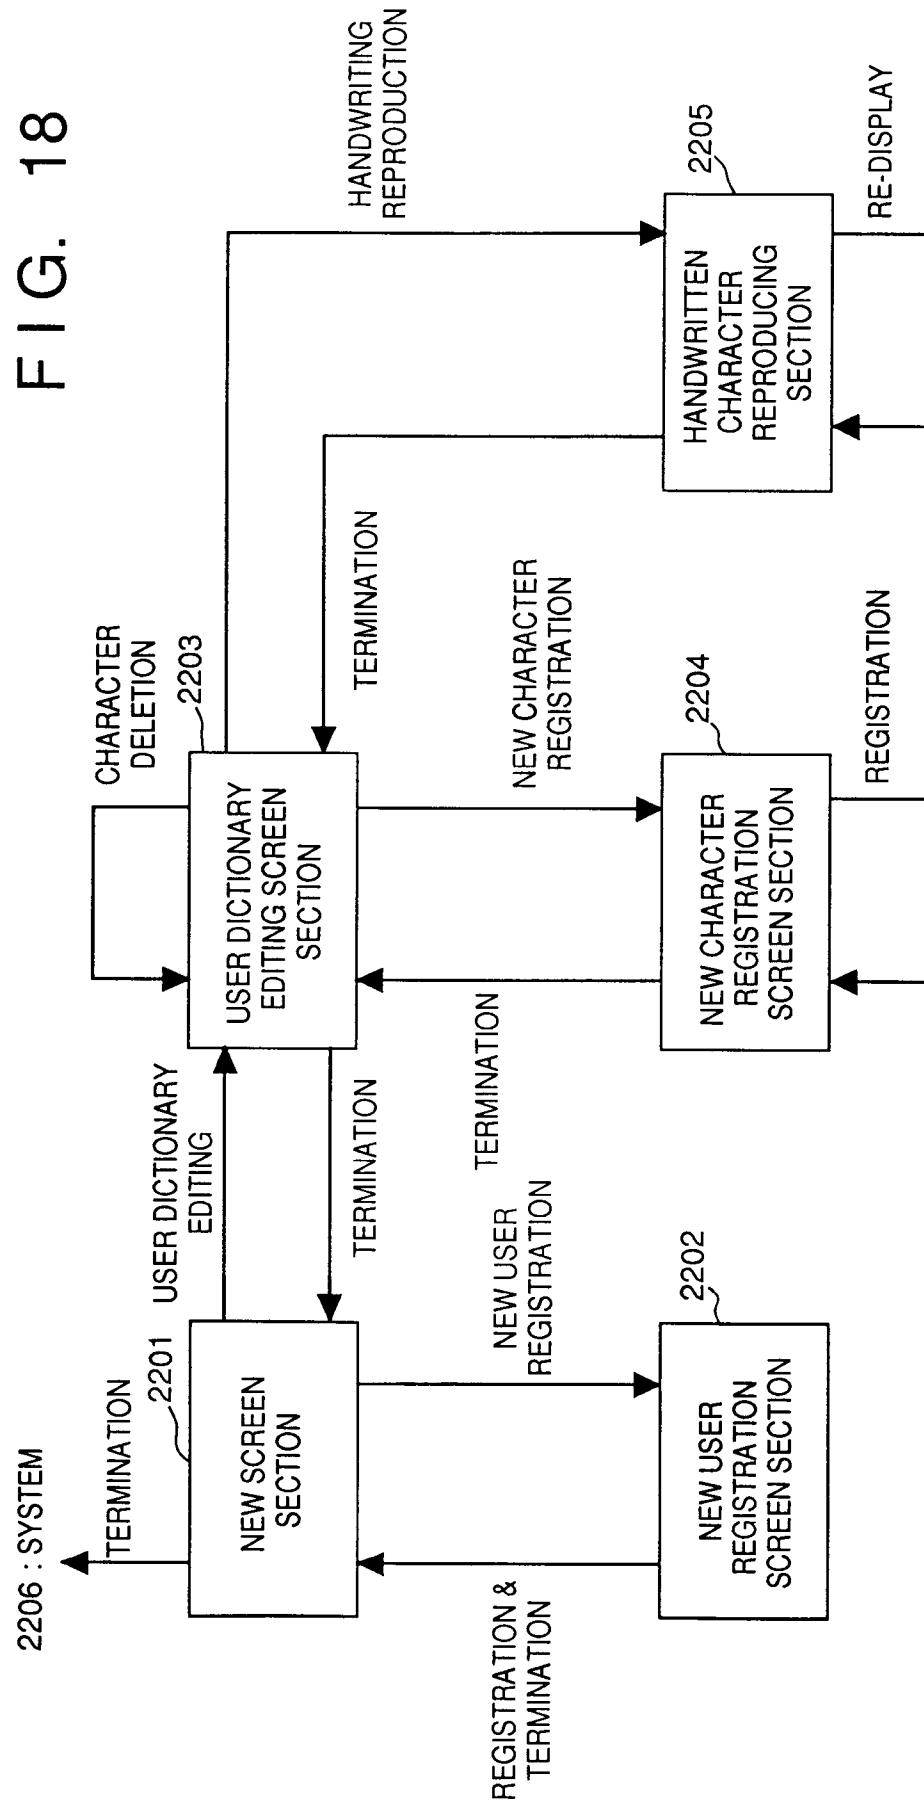 FIG. 18
2206 : SYSTEM
TERMINATION
2201
NEW SCREEN
SECTION
USER DICTIONARY
EDITING
TERMINATION
CHARACTER
DELETION
2203
USER DICTIONARY
EDITING SCREEN
SECTION
HANDWRITING
REPRODUCTION
TERMINATION
REGISTRATION &
TERMINATION
NEW USER
REGISTRATION
TERMINATION
NEW CHARACTER
REGISTRATION
2202
NEW USER
REGISTRATION
SCREEN SECTION
2204
NEW CHARACTER
REGISTRATION
SCREEN SECTION
2205
HANDWRITTEN
CHARACTER
REPRODUCING
SECTION
REGISTRATION
RE-DISPLAY